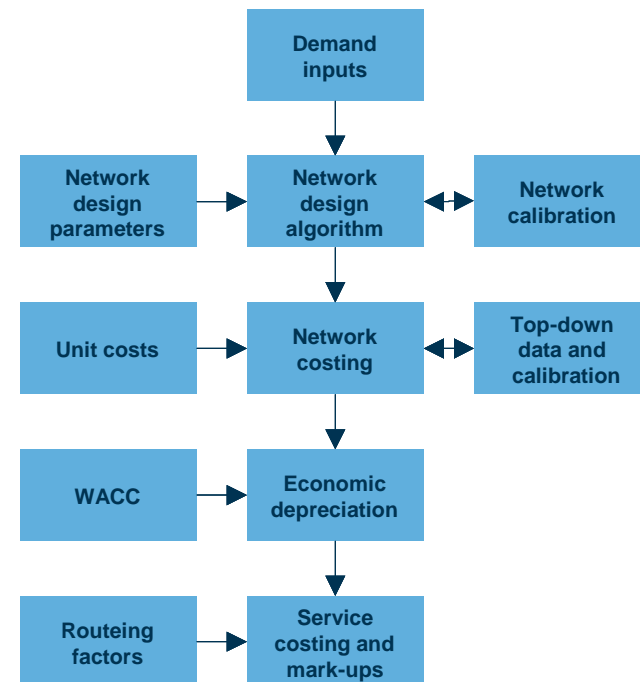 Demand
inputs
Network
design
parameters
Network
design
algorithm
Network
calibration
Unit costs
Network
costing
Top-down
data and
calibration
WACC
Economic
depreciation
Routeing
factors
Service
costing and
mark-ups